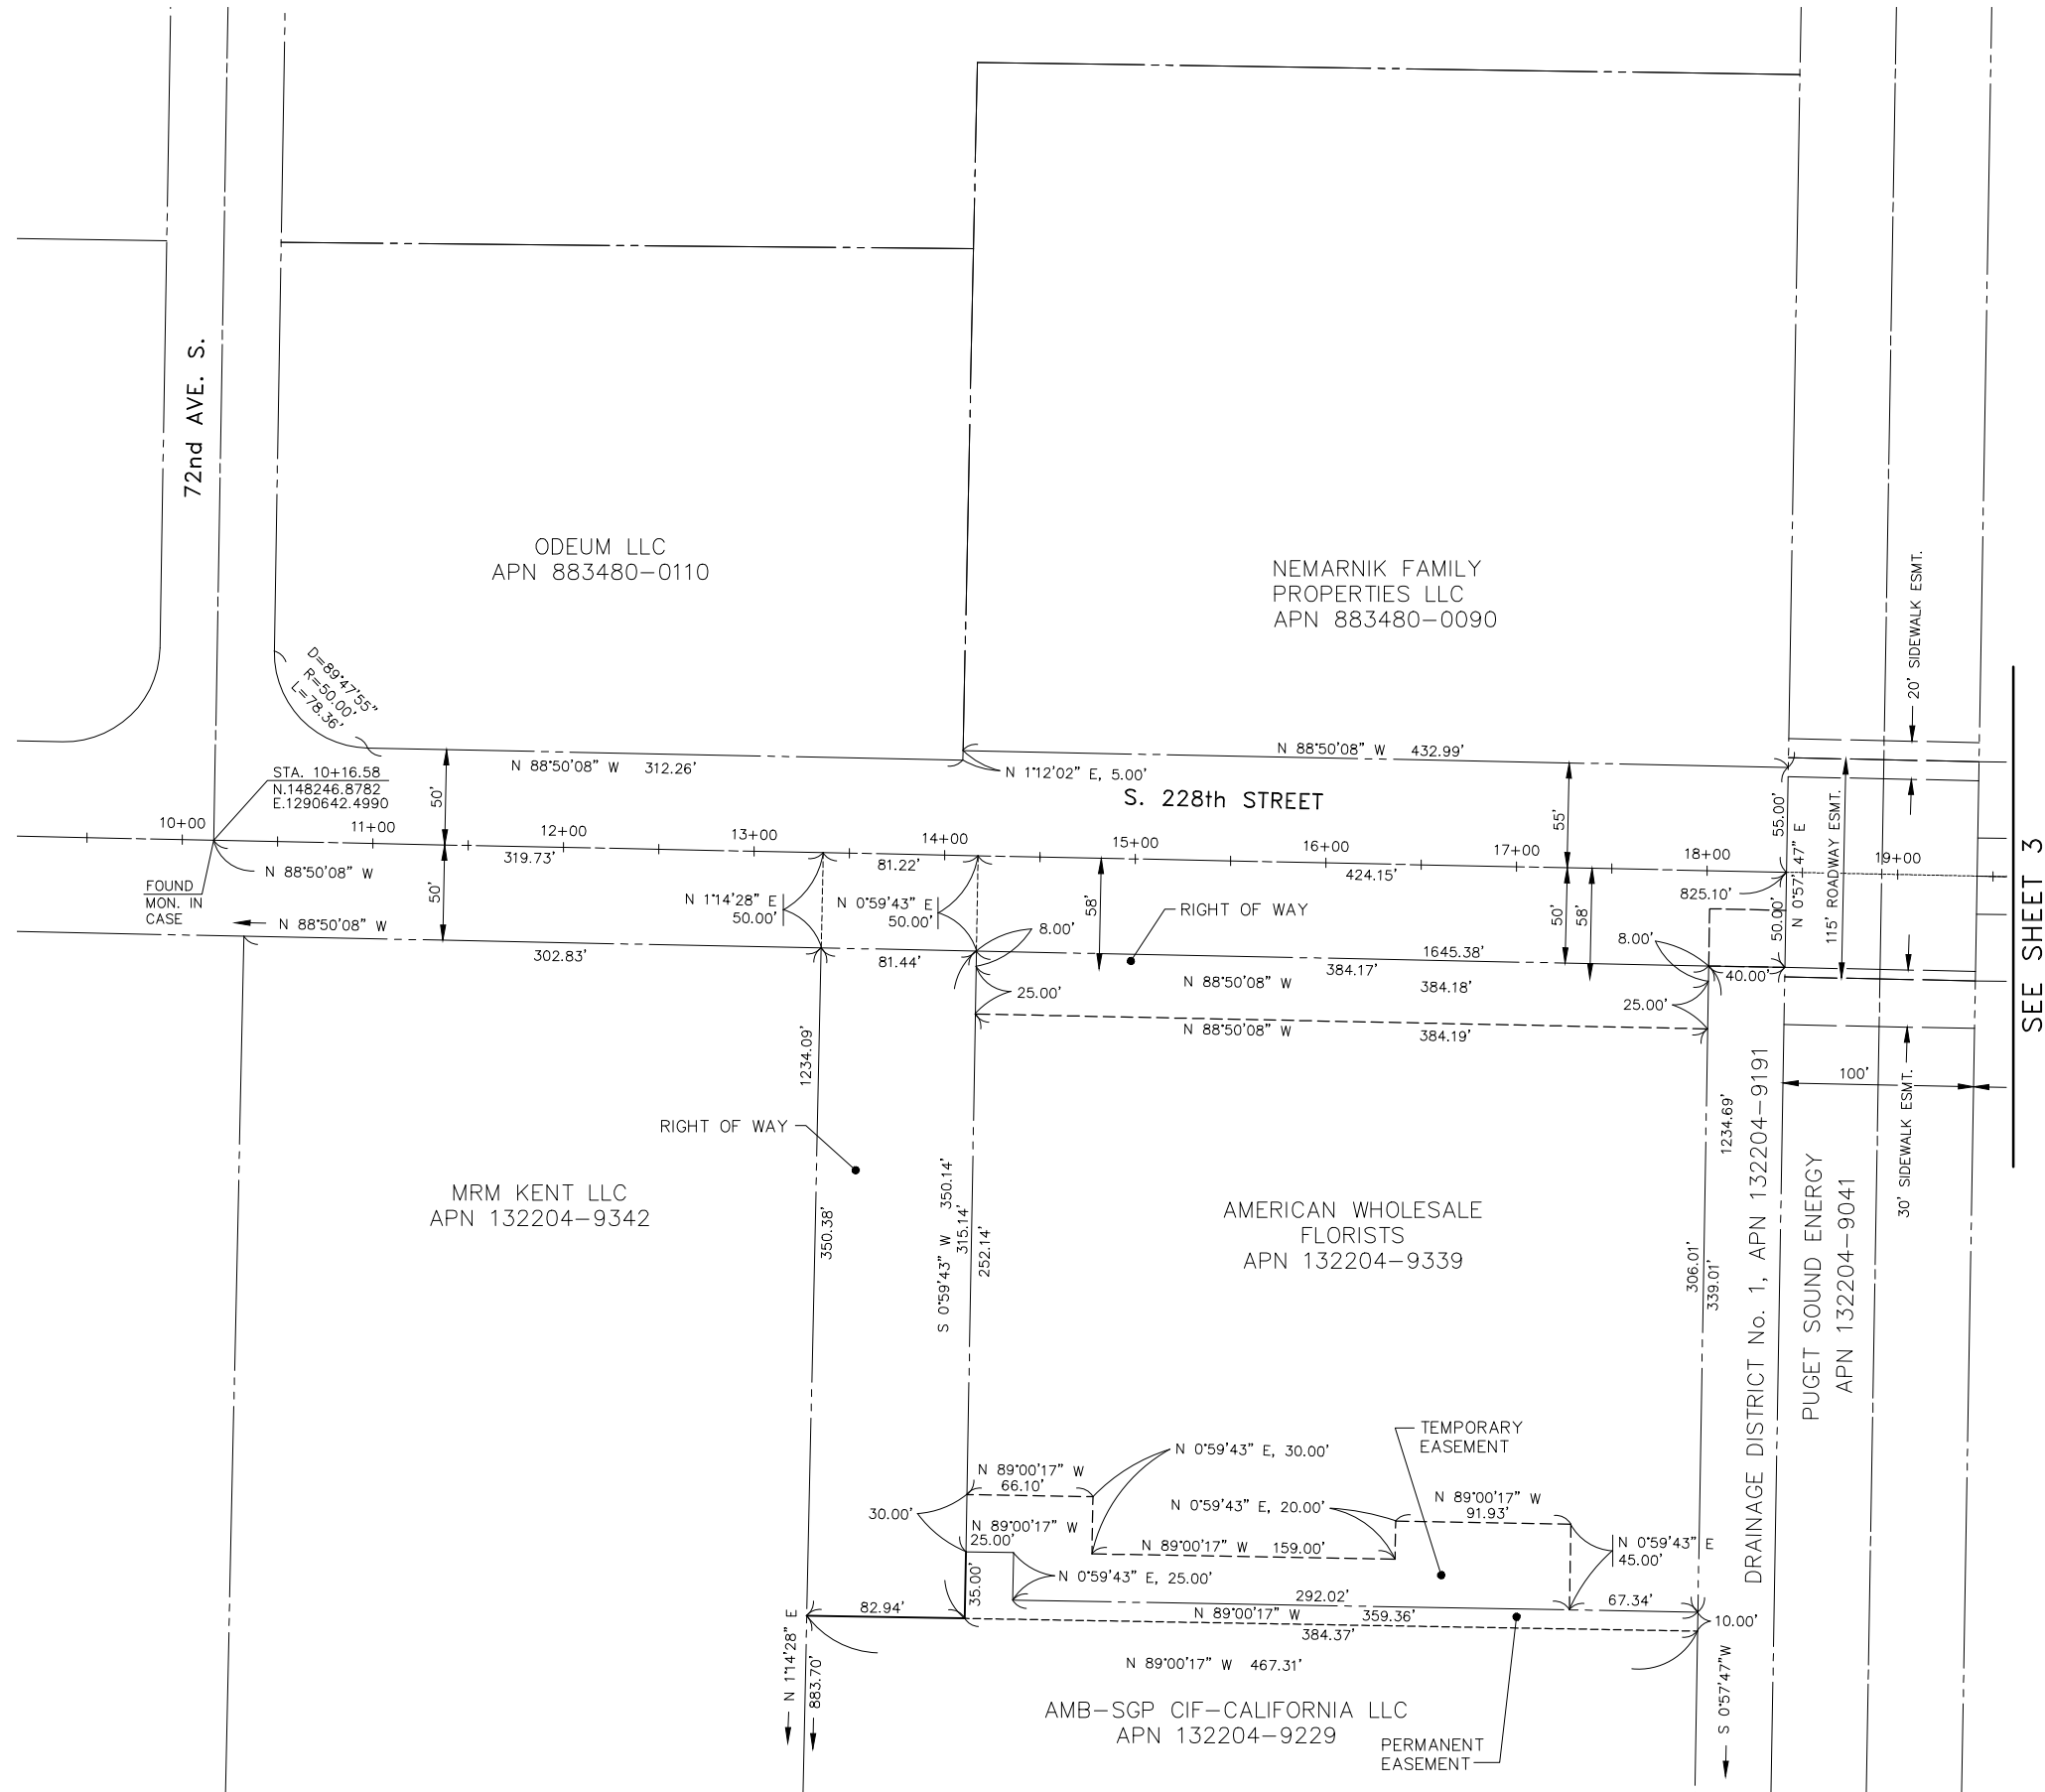 72nd AVE. S.
ODEUM LLC
APN 883480-0110
NEMARNIK FAMILY
PROPERTIES LLC
APN 883480-0090
20' SIDEWALK ESMT.
D=89°47'55"
R=50.00'
L=78.36'
N 88°50'08" W 312.26'
N 88°50'08" W 432.99'
N 1°12'02" E, 5.00'
S. 228th STREET
STA. 10+16.58
N.148246.8782
E.1290642.4990
50'
55'
55.00'
N 0°57'47" E
115' ROADWAY ESMT.
10+00
11+00
12+00
13+00
14+00
15+00
16+00
17+00
18+00
19+00
N 88°50'08" W
319.73'
81.22'
424.15'
825.10'
FOUND
MON. IN
CASE
N 88°50'08" W
50'
N 1°14'28" E
50.00'
N 0°59'43" E
50.00'
58'
RIGHT OF WAY
50'
58'
50.00'
8.00'
8.00'
302.83'
81.44'
1645.38'
384.17'
40.00'
N 88°50'08" W
384.18'
25.00'
25.00'
N 88°50'08" W
384.19'
SEE SHEET 3
100'
30' SIDEWALK ESMT.
1234.09'
1234.69'
RIGHT OF WAY
MRM KENT LLC
APN 132204-9342
350.38'
S 0°59'43" W 350.14'
315.14'
252.14'
AMERICAN WHOLESALE
FLORISTS
APN 132204-9339
306.01'
339.01'
DRAINAGE DISTRICT No. 1, APN 132204-9191
PUGET SOUND ENERGY
APN 132204-9041
TEMPORARY
EASEMENT
N 0°59'43" E, 30.00'
N 89°00'17" W
66.10'
N 0°59'43" E, 20.00'
N 89°00'17" W
91.93'
30.00'
N 89°00'17" W
25.00'
N 89°00'17" W 159.00'
N 0°59'43" E
45.00'
35.00'
N 0°59'43" E, 25.00'
292.02'
67.34'
82.94'
N 89°00'17" W
359.36'
10.00'
384.37'
N 1°14'28" E
883.70'
N 89°00'17" W 467.31'
S 0°57'47"W
AMB-SGP CIF-CALIFORNIA LLC
APN 132204-9229
PERMANENT
EASEMENT